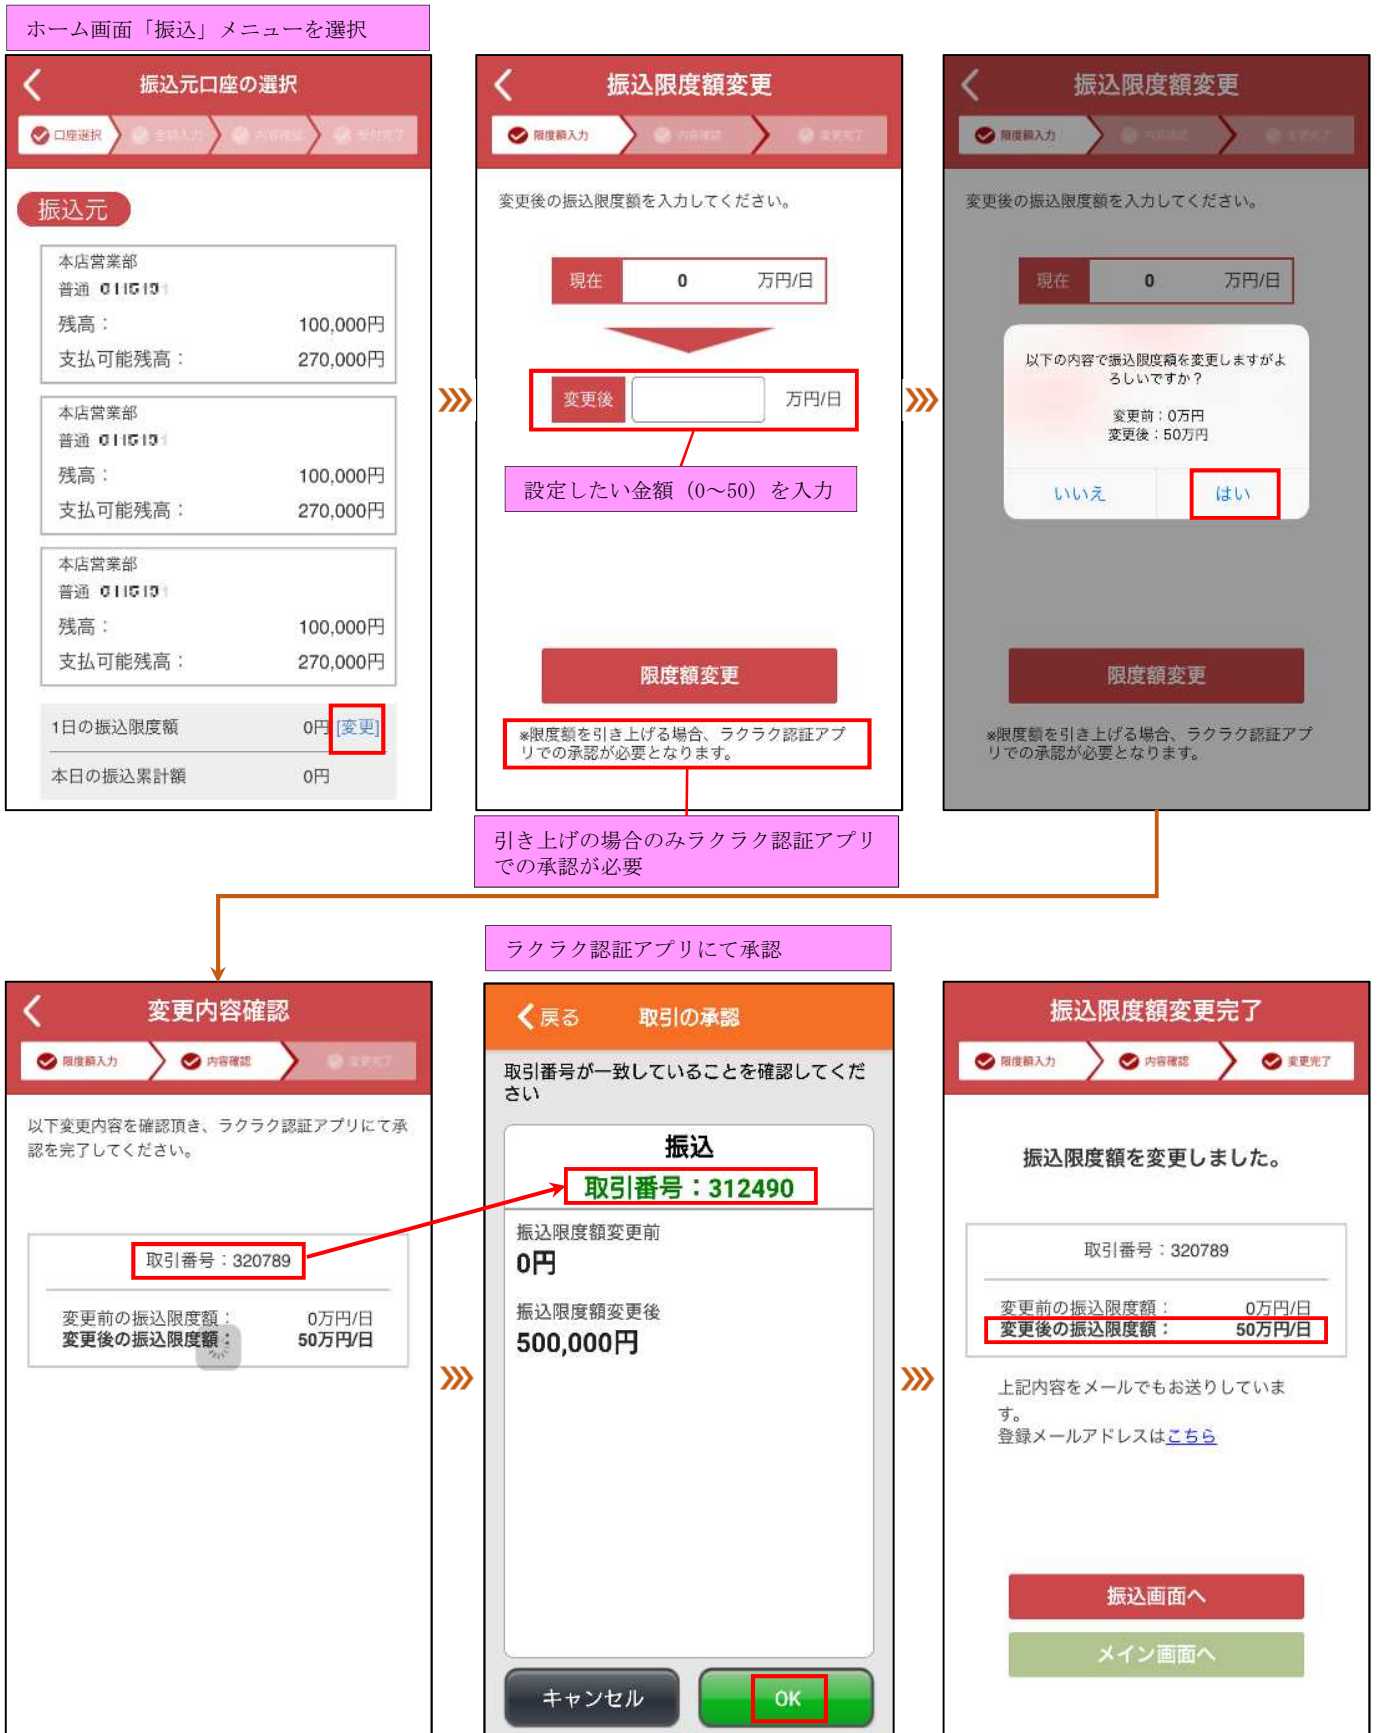 ホーム画面「振込」メニューを選択
振込元口座の選択
口座選択
振込元
本店営業部
普通
残高：
100,000円
支払可能残高：
270,000円
本店営業部
普通
残高：
100,000円
支払可能残高：
270,000円
本店営業部
普通
残高：
100,000円
支払可能残高：
270,000円
1日の振込限度額
0円 [変更]
本日の振込累計額
0円
振込限度額変更
限度額入力 内容確認 変更完了
変更後の振込限度額を入力してください。
現在 0 万円/日
変更後 万円/日
設定したい金額（0～50）を入力
限度額変更
※限度額を引き上げる場合、ラクラク認証アプ
リでの承認が必要となります。
引き上げの場合のみラクラク認証アプリ
での承認が必要
振込限度額変更
限度額入力 内容確認 変更完了
変更後の振込限度額を入力してください。
現在 0 万円/日
以下の内容で振込限度額を変更しますがよ
ろしいですか？
変更前：0万円
変更後：50万円
いいえ はい
限度額変更
※限度額を引き上げる場合、ラクラク認証アプ
リでの承認が必要となります。
変更内容確認
限度額入力 内容確認 変更完了
以下変更内容を確認頂き、ラクラク認証アプリにて承
認を完了してください。
取引番号：320789
変更前の振込限度額： 0万円/日
変更後の振込限度額： 50万円/日
ラクラク認証アプリにて承認
戻る 取引の承認
取引番号が一致していることを確認してくだ
さい
振込
取引番号：312490
振込限度額変更前
0円
振込限度額変更後
500,000円
キャンセル OK
振込限度額変更完了
限度額入力 内容確認 変更完了
振込限度額を変更しました。
取引番号：320789
変更前の振込限度額： 0万円/日
変更後の振込限度額： 50万円/日
上記内容をメールでもお送りしていま
す。
登録メールアドレスはこちら
振込画面へ
メイン画面へ